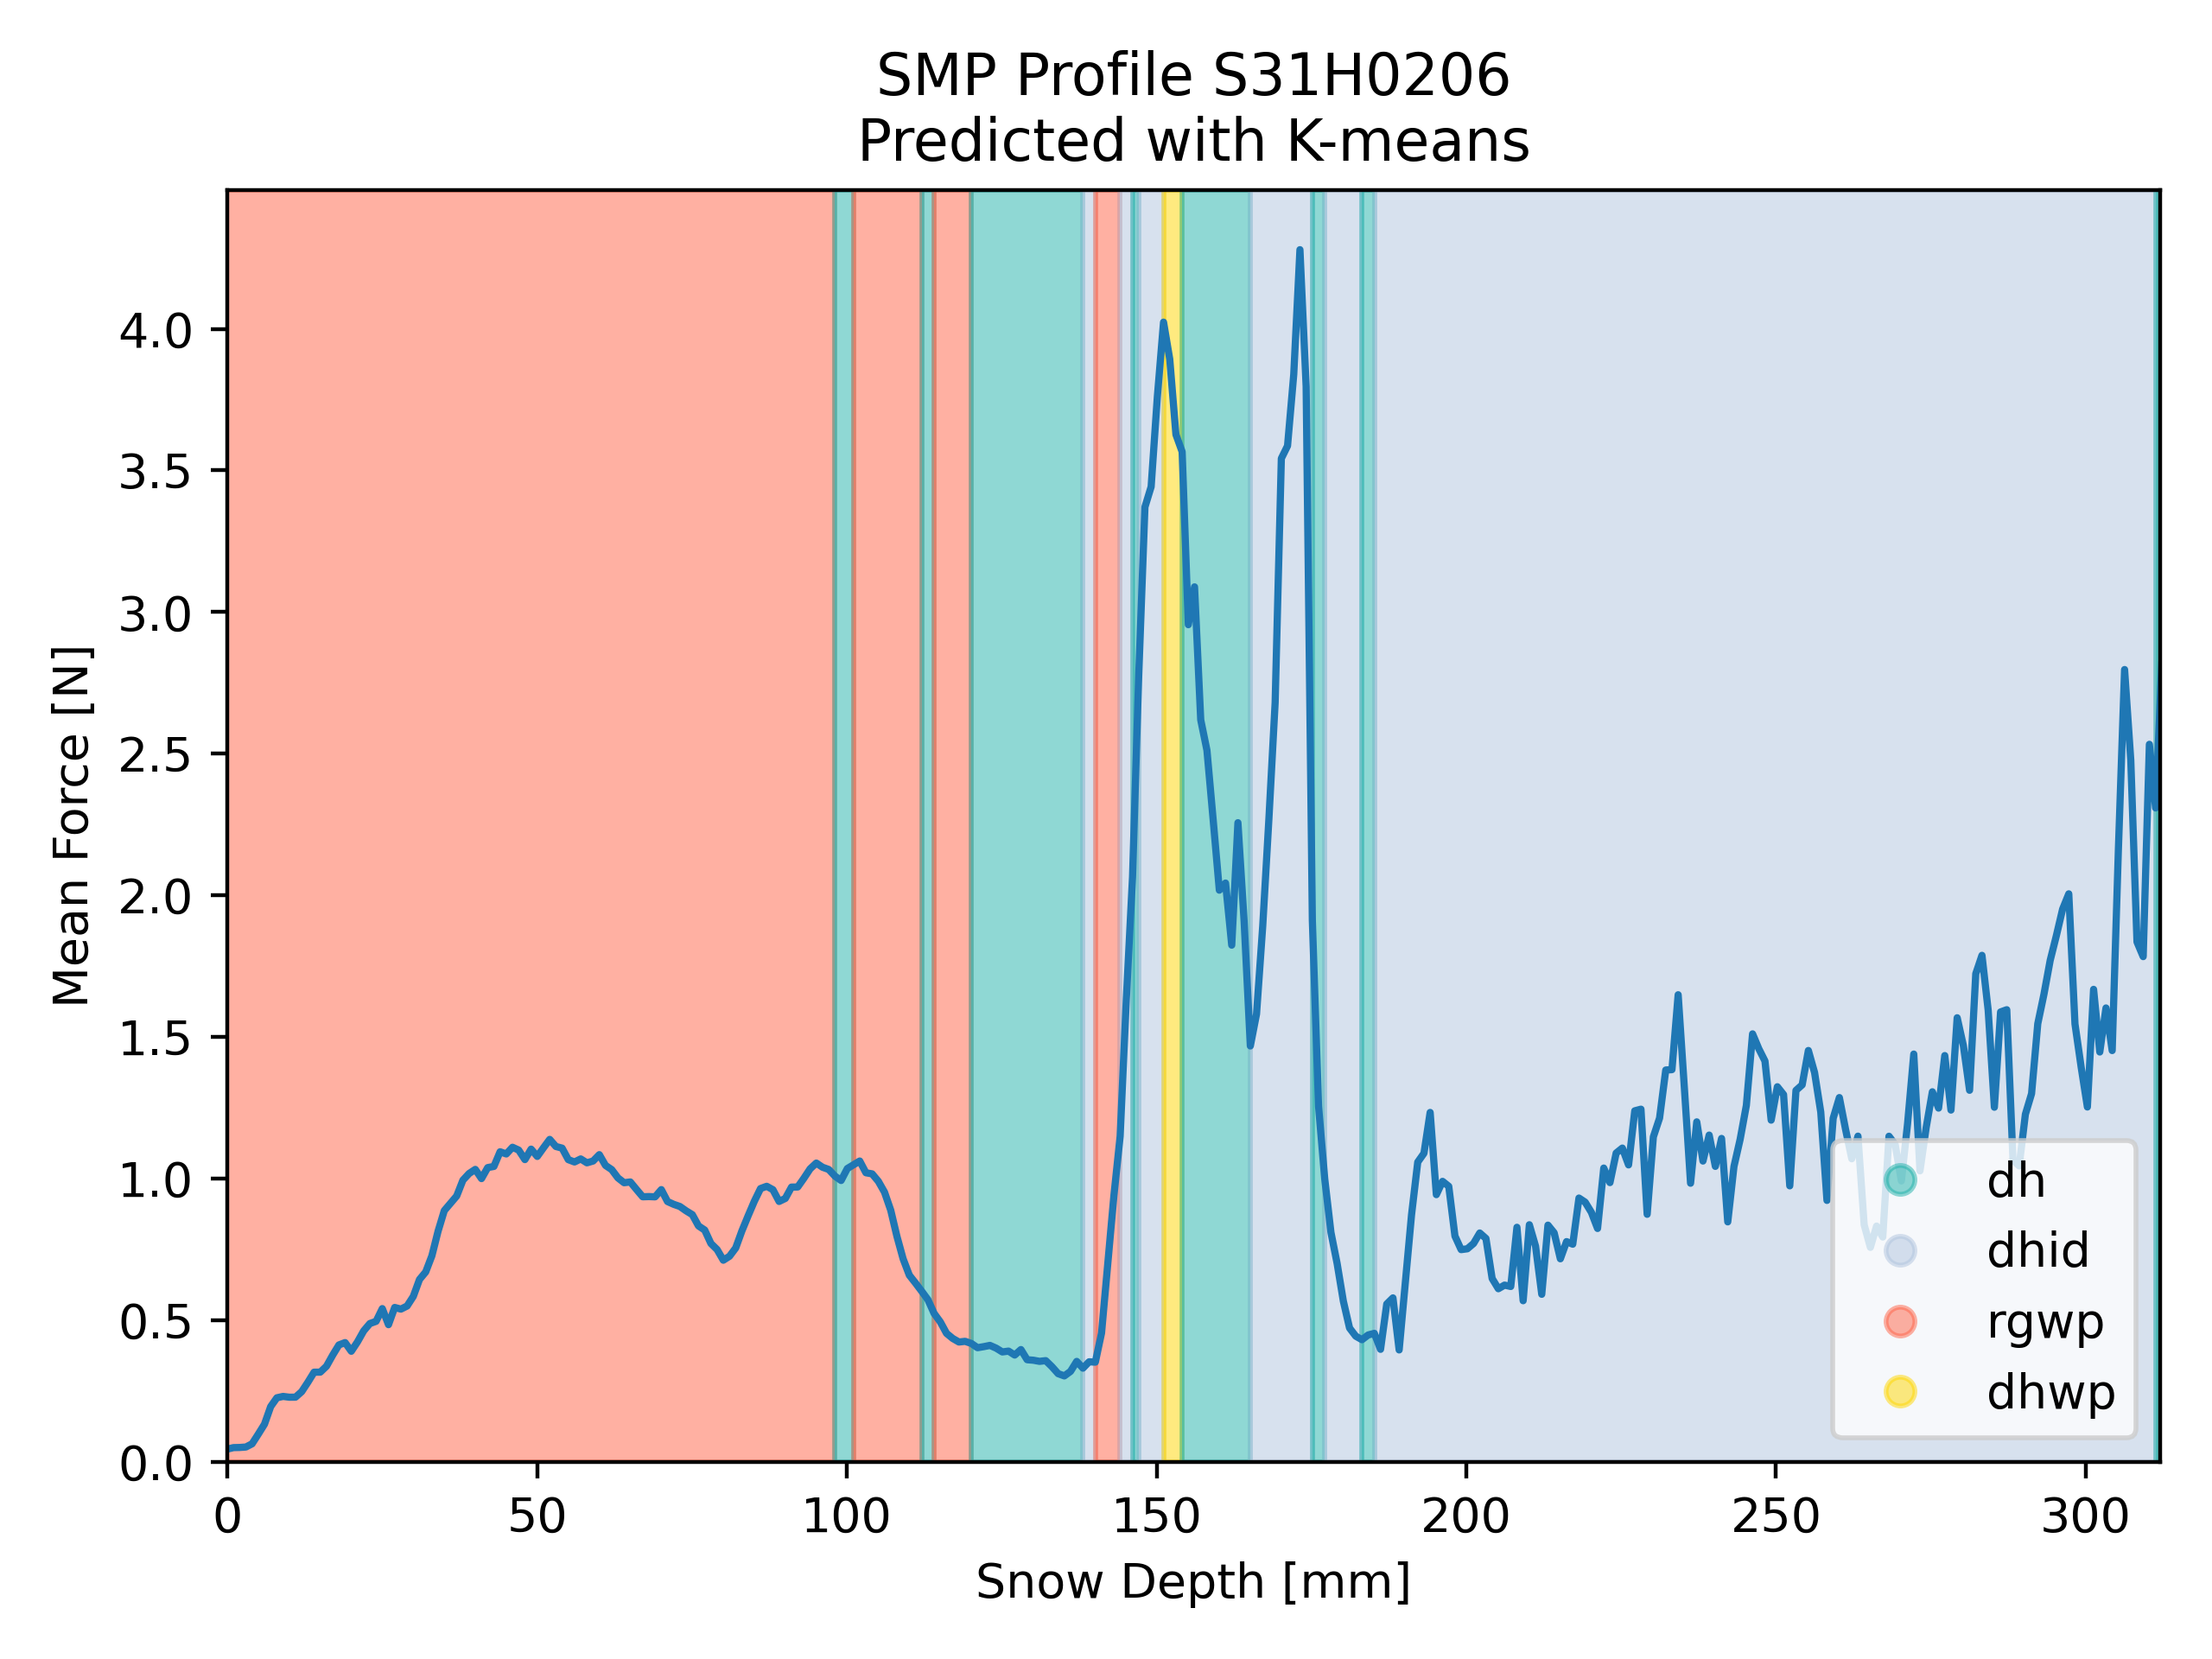 SMP Profile S31H0206
Predicted with K-means
Mean Force [N]
4.0
3.5
3.0
2.5
2.0
1.5
1.0
0.5
0.0
0 50 100 150 200 250 300
Snow Depth [mm]
dh
dhid
rgwp
dhwp